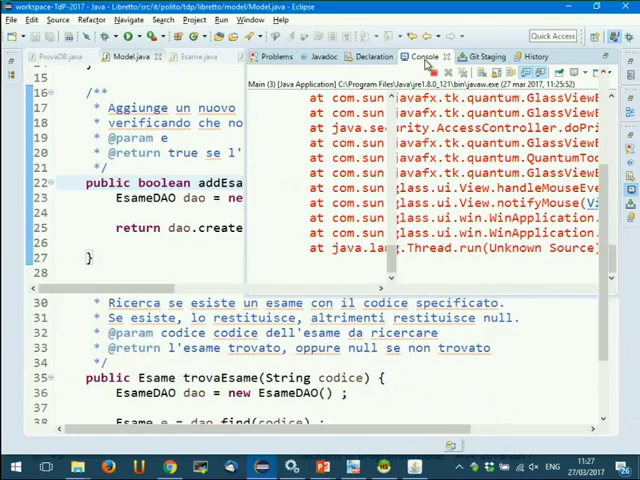 workspace-TdP-2017 - Java - Libretto/src/it/polito/tdp/libretto/model/Model.java - Eclipse
File Edit Source Refactor Navigate Search Project Run Window Help
Quick Access
ProvaDB.java Model.java Esame.java
Problems Javadoc Declaration Console Git Staging History
Main (3) [Java Application] C:\Program Files\Java\jre1.8.0_121\bin\javaw.exe (27 mar 2017, 11:25:52)
15
16 /**
17 * Aggiunge un nuovo
18 * verificando che no
19 * @param e
20 * @return true se l'
21 */
22 public boolean addEsa
23 EsameDAO dao = ne
24
25 return dao.create
26
27 }
28
at com.sun javafx.tk.quantum.GlassViewE
at com.sun javafx.tk.quantum.GlassViewE
at java.sec urity.AccessController.doPri
at com.sun javafx.tk.quantum.GlassViewE
at com.sun javafx.tk.quantum.QuantumToo
at com.sun javafx.tk.quantum.GlassViewE
at com.sun glass.ui.View.handleMouseEve
at com.sun glass.ui.View.notifyMouse(Vi
at com.sun glass.ui.win.WinApplication.
at com.sun glass.ui.win.WinApplication.
at java.lang.Thread.run(Unknown Source)
30 * Ricerca se esiste un esame con il codice specificato.
31 * Se esiste, lo restituisce, altrimenti restituisce null.
32 * @param codice codice dell'esame da ricercare
33 * @return l'esame trovato, oppure null se non trovato
34 */
35 public Esame trovaEsame(String codice) {
36 EsameDAO dao = new EsameDAO() ;
37
38 Esame e = dao.find(codice) ;
11:27
27/03/2017